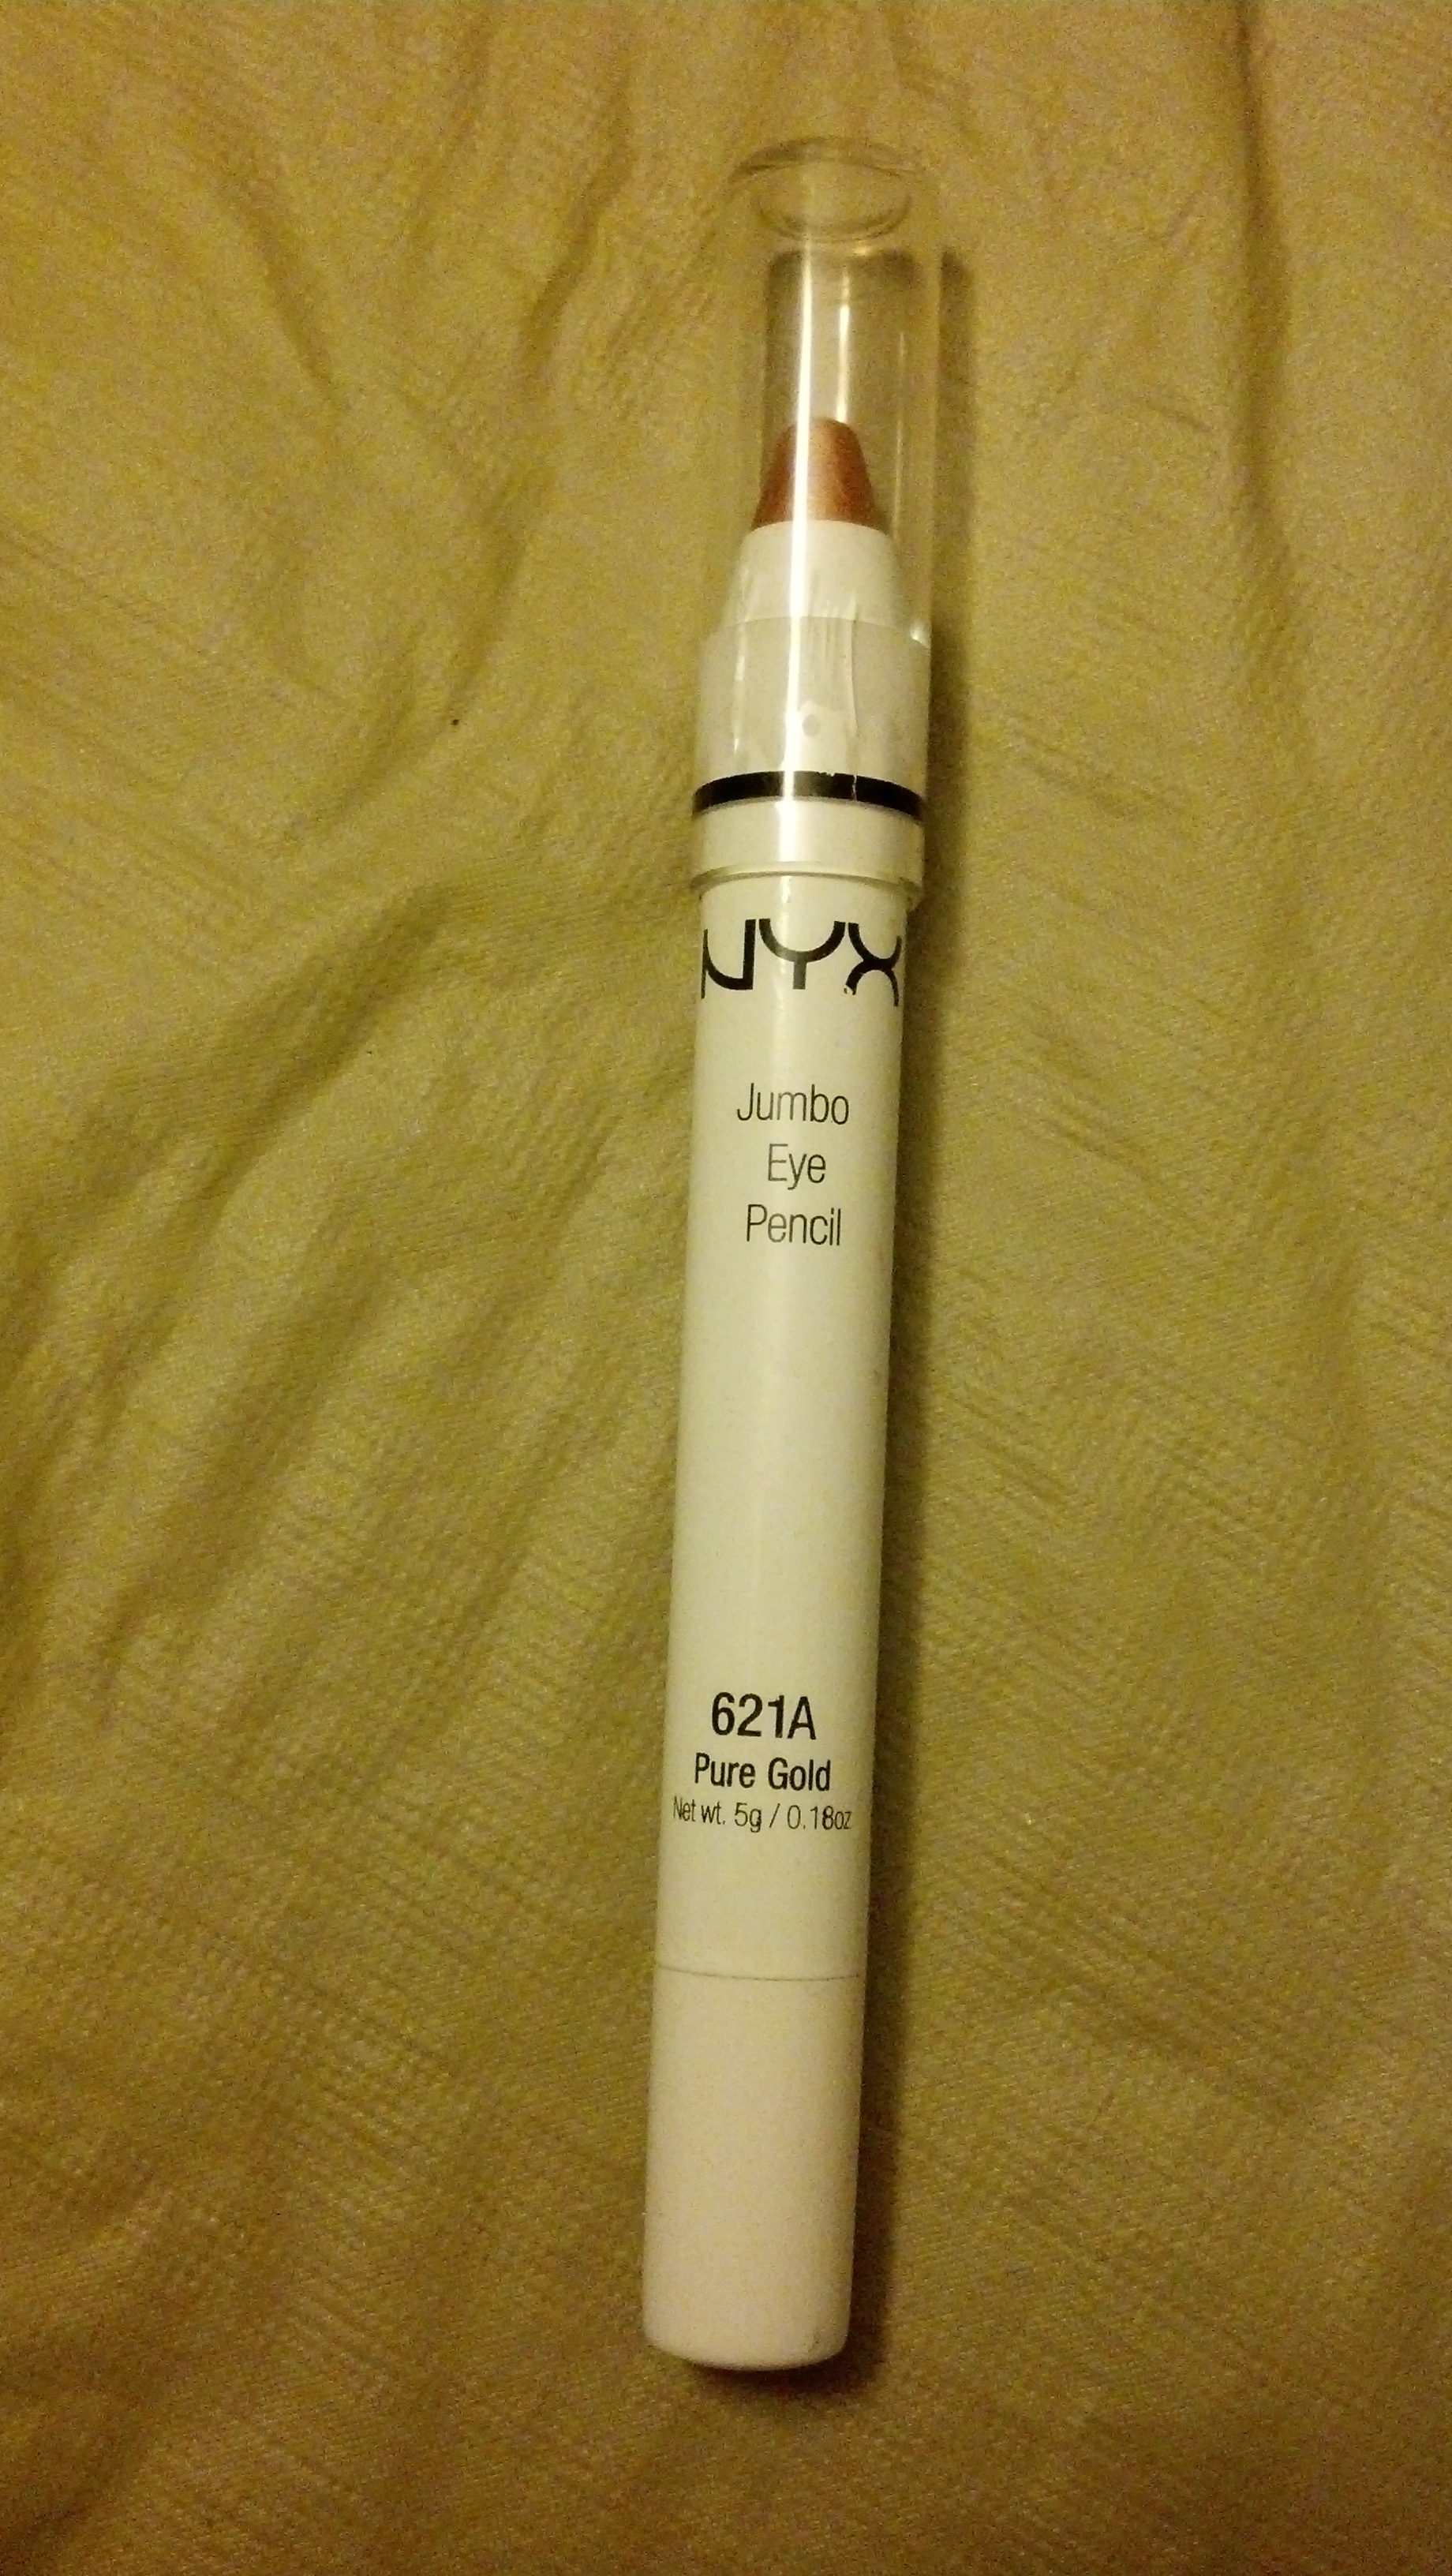 NYX
Jumbo
Eye
Pencil
621A
Pure Gold
Net wt. 5g / 0.18oz